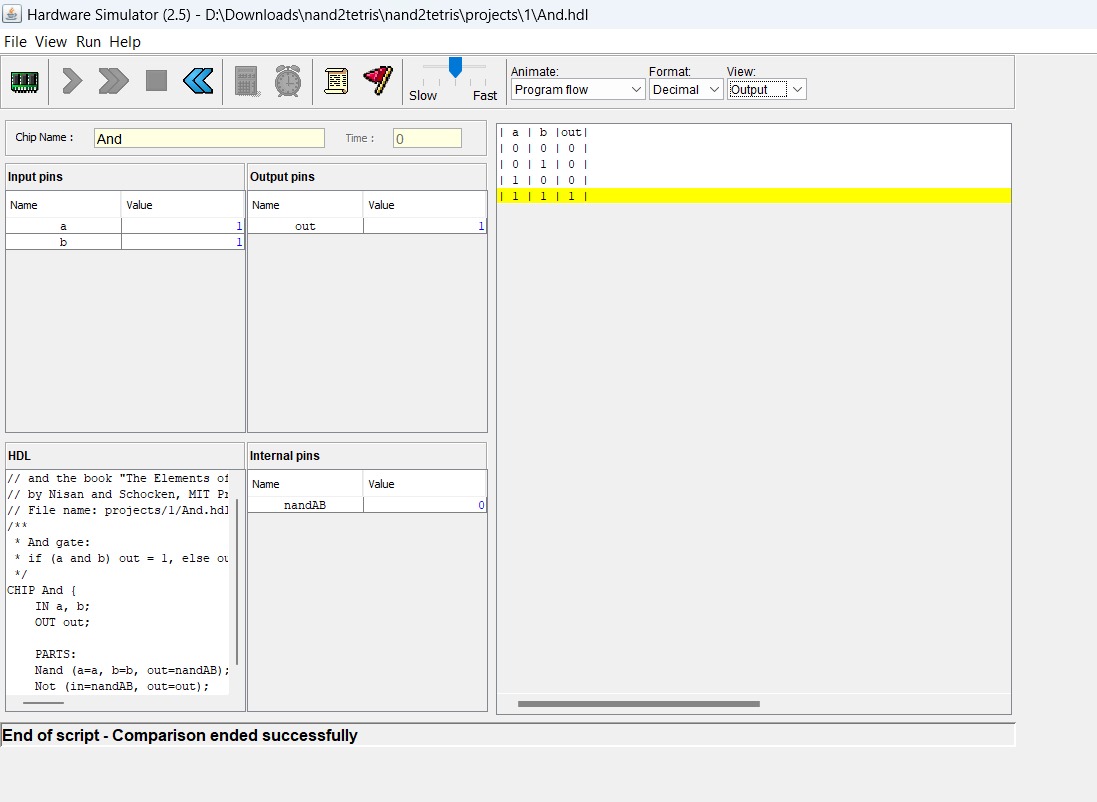 Hardware Simulator (2.5) - D:\Downloads\nand2tetris\nand2tetris\projects\1\And.hdl
File View Run Help
Slow Fast
Animate: Format: View:
Program flow Decimal Output
Chip Name : And Time : 0
Input pins
Name Value
a 1
b 1
Output pins
Name Value
out 1
| a | b |out|
| 0 | 0 | 0 |
| 0 | 1 | 0 |
| 1 | 0 | 0 |
| 1 | 1 | 1 |
HDL
// and the book "The Elements of
// by Nisan and Schocken, MIT Pr
// File name: projects/1/And.hdl
/**
* And gate:
* if (a and b) out = 1, else ou
*/
CHIP And {
IN a, b;
OUT out;
PARTS:
Nand (a=a, b=b, out=nandAB);
Not (in=nandAB, out=out);
Internal pins
Name Value
nandAB 0
End of script - Comparison ended successfully